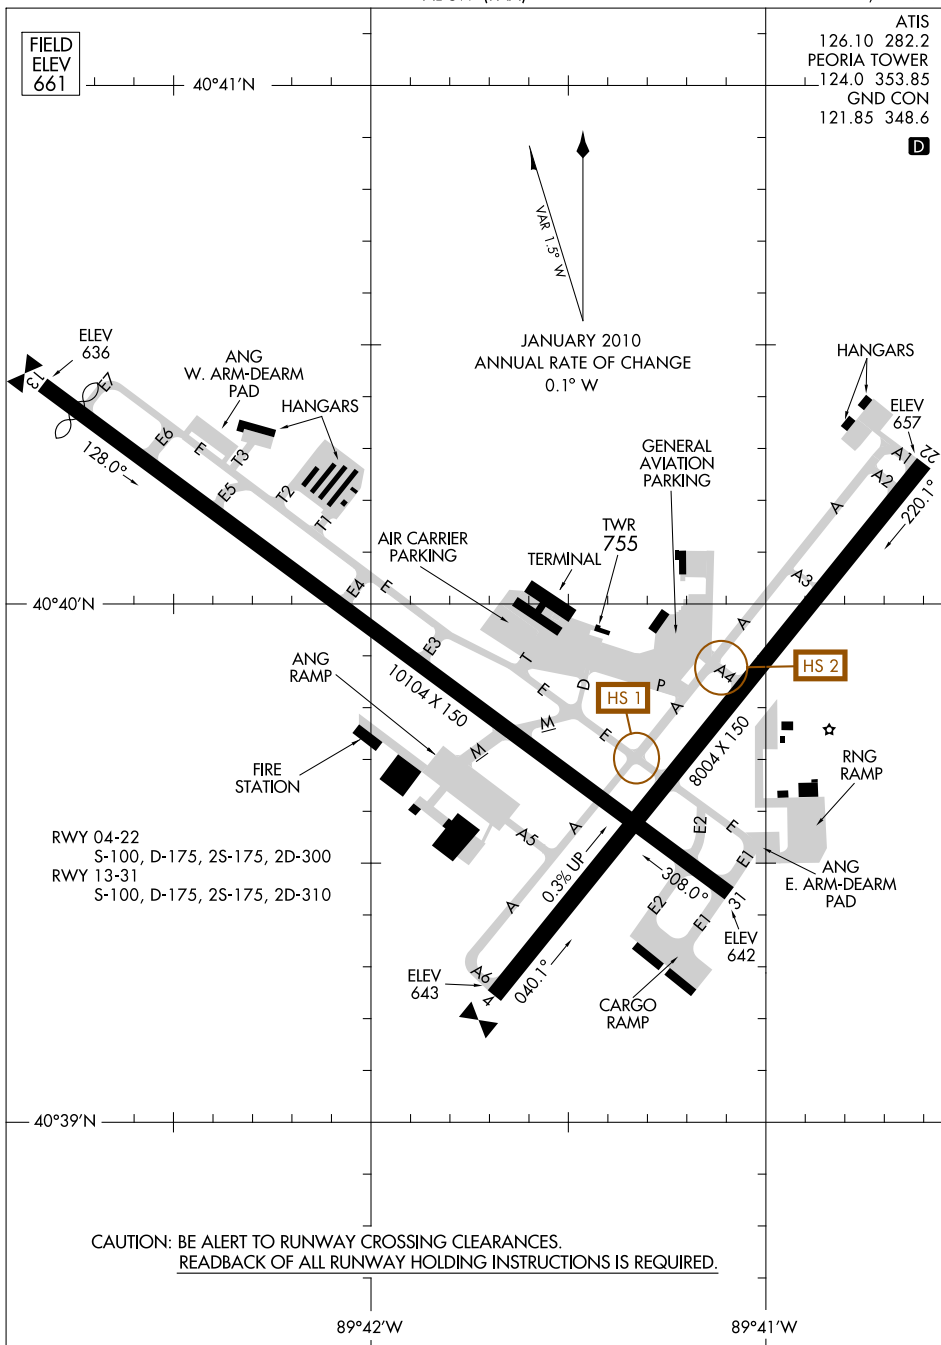 ATIS
126.10 282.2
PEORIA TOWER
124.0 353.85
GND CON
121.85 348.6
D
FIELD
ELEV
661
40°41'N
VAR 1.5° W
JANUARY 2010
ANNUAL RATE OF CHANGE
0.1° W
ELEV
636
13
E7
128.0°
ANG
W. ARM-DEARM
PAD
HANGARS
E6
E
T3
E5
T2
T1
HANGARS
ELEV
657
22
A1
A2
220.1°
A
A3
GENERAL
AVIATION
PARKING
TWR
755
TERMINAL
AIR CARRIER
PARKING
40°40'N
E4
E
E3
A
A4
HS 2
ANG
RAMP
10104 X 150
T
E
D
P
HS 1
A
M
M
E
8004 X 150
FIRE
STATION
RNG
RAMP
RWY 04-22
S-100, D-175, 2S-175, 2D-300
RWY 13-31
S-100, D-175, 2S-175, 2D-310
A5
A
E2
E
E1
0.3% UP
308.0°
ANG
E. ARM-DEARM
PAD
A
E2
E1
31
ELEV
642
ELEV
643
A6
4
040.1°
CARGO
RAMP
40°39'N
CAUTION: BE ALERT TO RUNWAY CROSSING CLEARANCES.
READBACK OF ALL RUNWAY HOLDING INSTRUCTIONS IS REQUIRED.
89°42'W
89°41'W